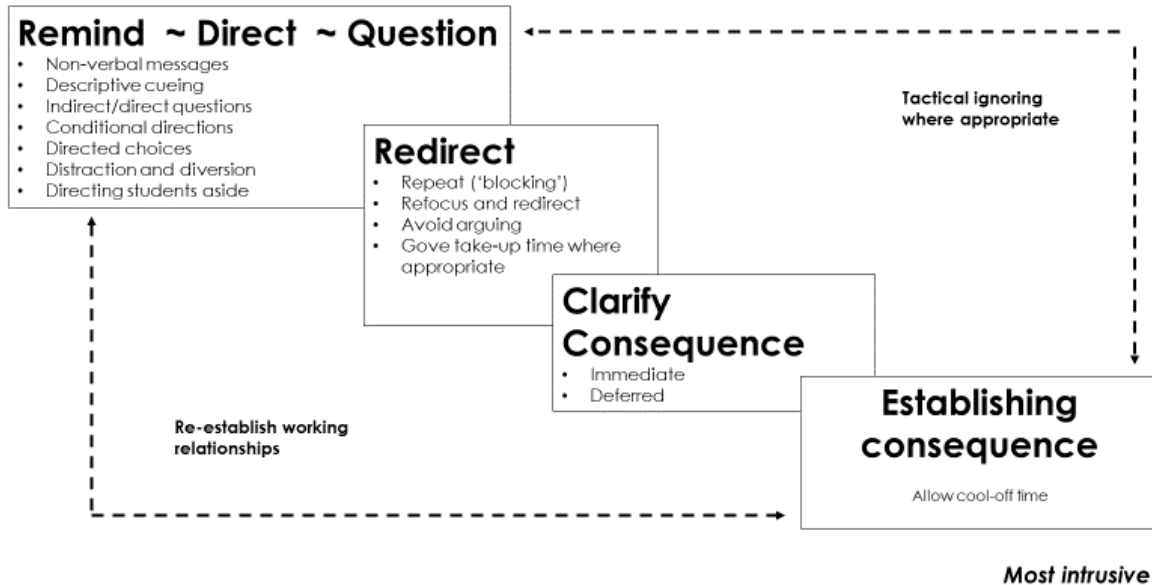 Remind ~ Direct ~ Question
• Non-verbal messages
• Descriptive cueing
• Indirect/direct questions
• Conditional directions
• Directed choices
• Distraction and diversion
• Directing students aside
Tactical ignoring
where appropriate
Redirect
• Repeat (‘blocking’)
• Refocus and redirect
• Avoid arguing
• Gove take-up time where
appropriate
Clarify
Consequence
• Immediate
• Deferred
Re-establish working
relationships
Establishing
consequence
Allow cool-off time
Most intrusive